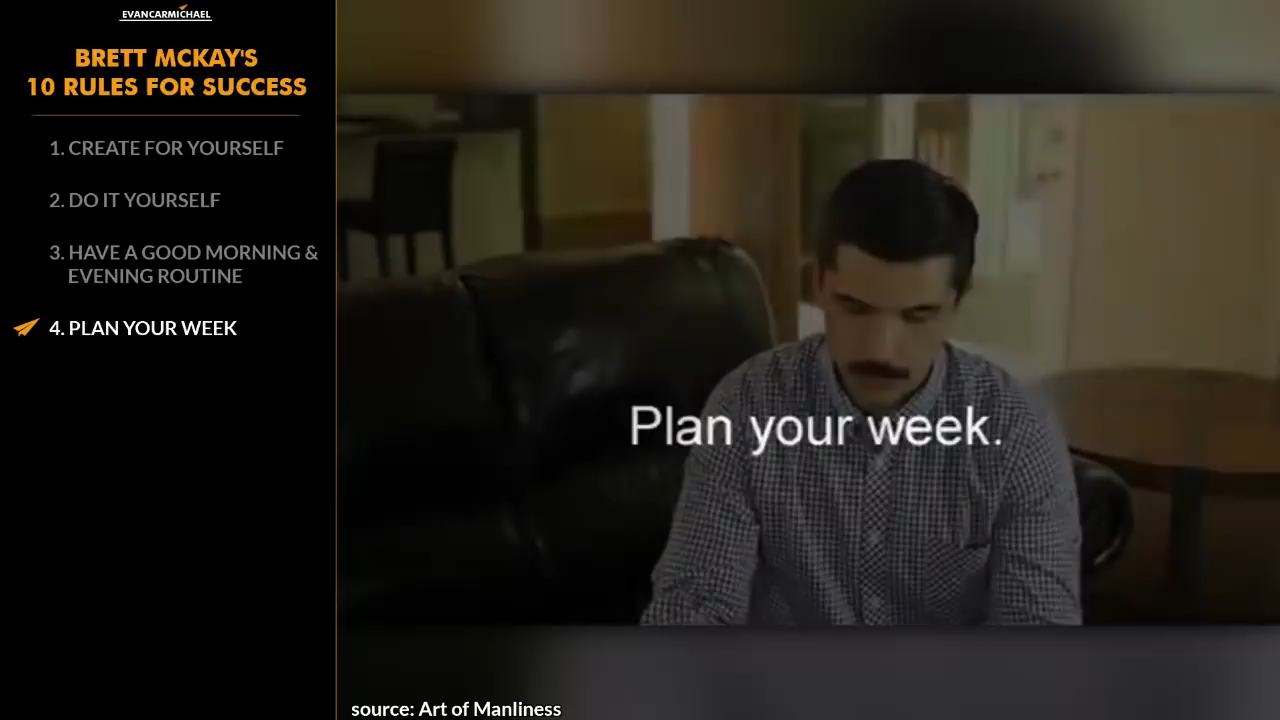 EVANCARMICHAEL
BRETT MCKAY'S
10 RULES FOR SUCCESS
1. CREATE FOR YOURSELF
2. DO IT YOURSELF
3. HAVE A GOOD MORNING &
EVENING ROUTINE
4. PLAN YOUR WEEK
Plan your week.
source: Art of Manliness